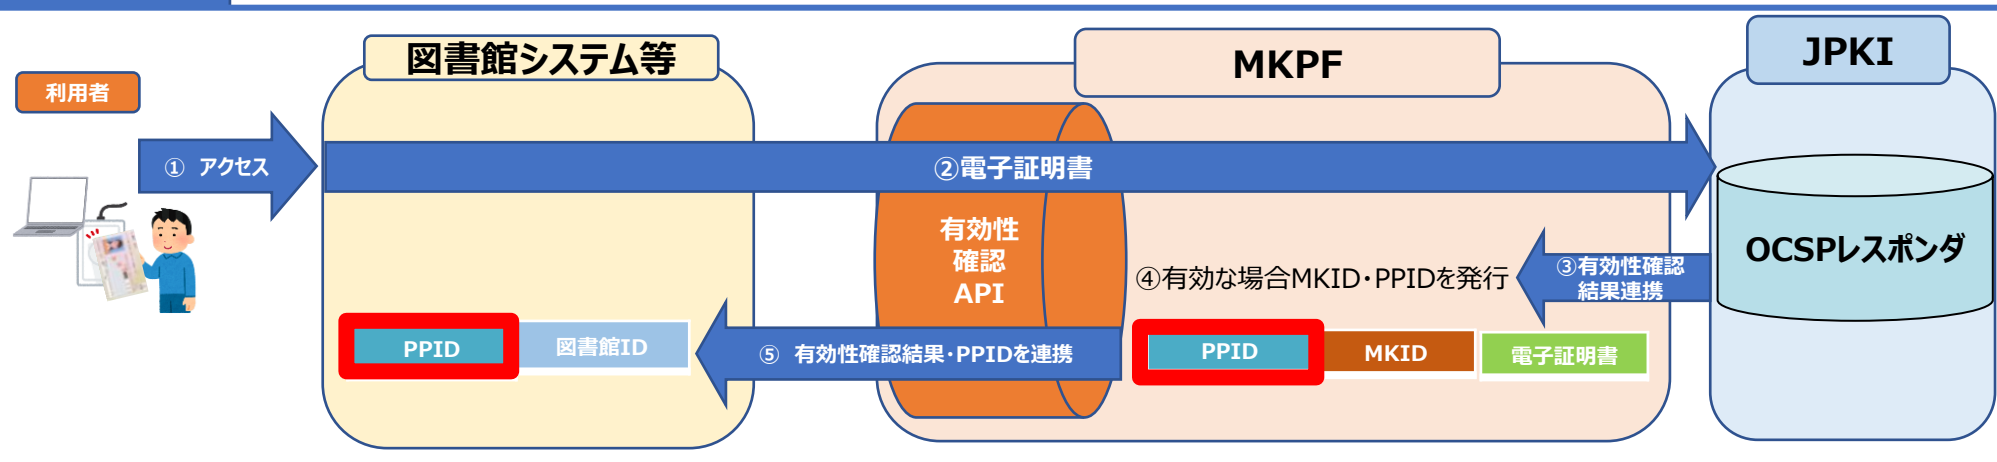 図書館システム等
MKPF
JPKI
利用者
① アクセス
②電子証明書
有効性
確認
API
OCSPレスポンダ
③有効性確認
結果連携
④有効な場合MKID・PPIDを発行
PPID
図書館ID
⑤ 有効性確認結果・PPIDを連携
PPID
MKID
電子証明書